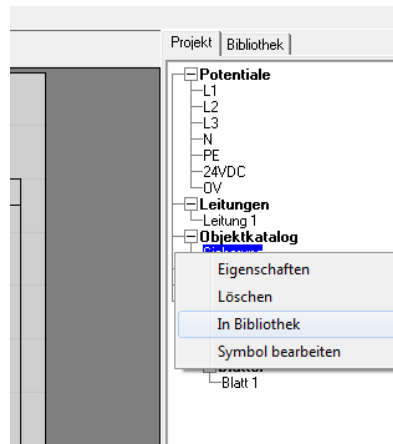 Projekt
Bibliothek
Potentiale
L1
L2
L3
N
PE
24VDC
0V
Leitungen
Leitung 1
Objektkatalog
Eigenschaften
Löschen
In Bibliothek
Symbol bearbeiten
Blatt 1